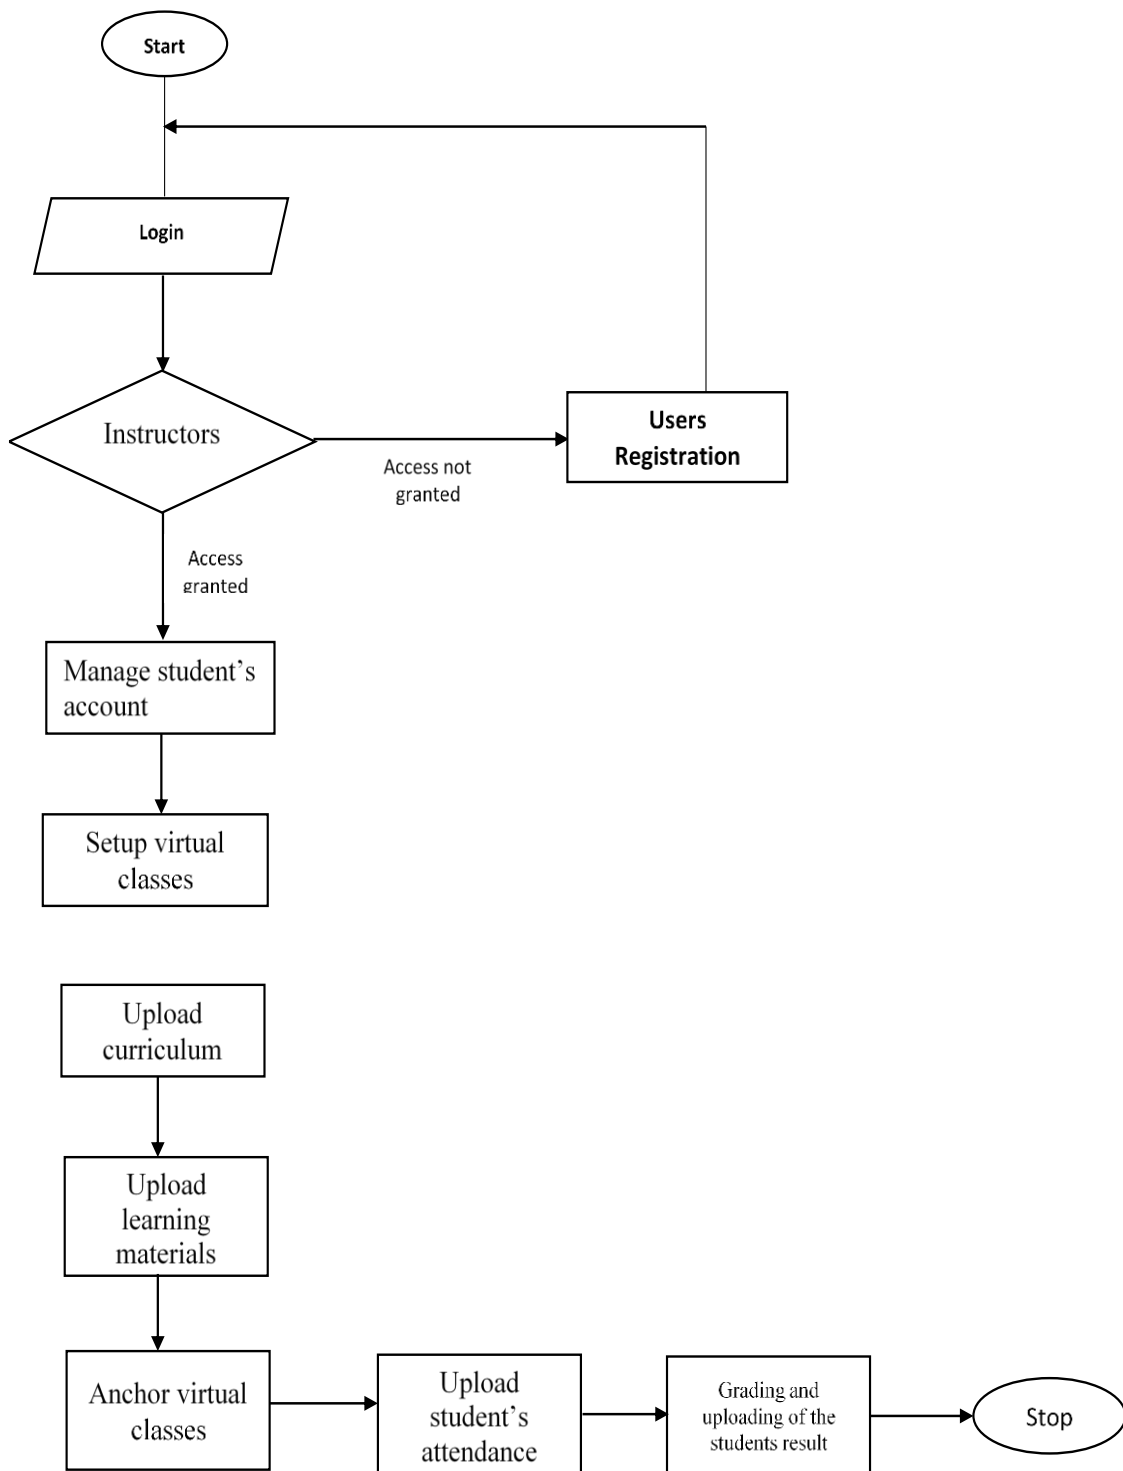 Start
Login
Instructors
Users
Registration
Access not
granted
Access
granted
Manage student’s
account
Setup virtual
classes
Upload
curriculum
Upload
learning
materials
Anchor virtual
classes
Upload
student’s
attendance
Grading and
uploading of the
students result
Stop